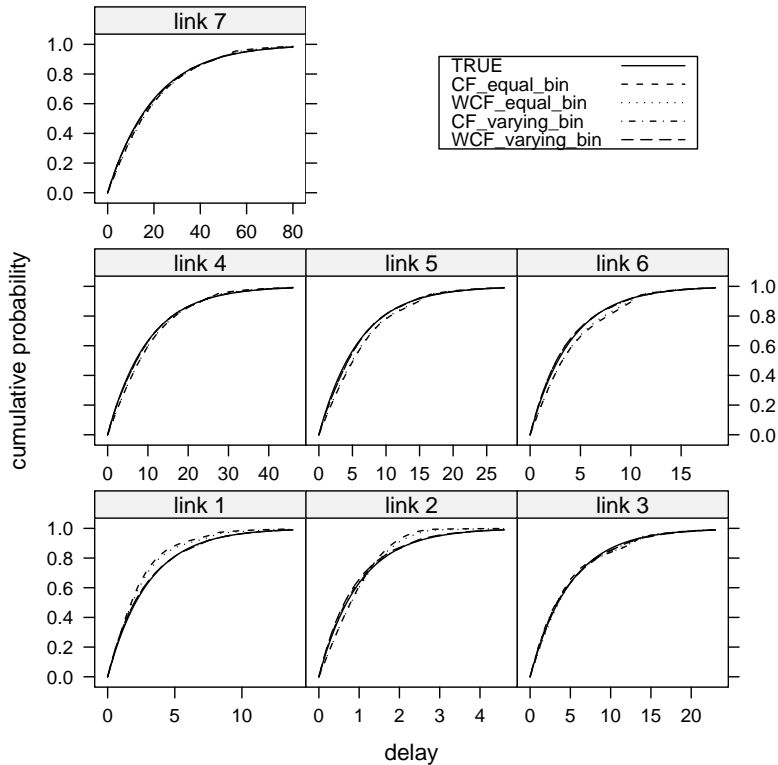 link 7
1.0
0.8
0.6
0.4
0.2
0.0
0 20 40 60 80
TRUE
CF_equal_bin
WCF_equal_bin
CF_varying_bin
WCF_varying_bin
cumulative probability
link 4 link 5 link 6
1.0
0.8
0.6
0.4
0.2
0.0
0 10 20 30 40 0 5 10 15 20 25 0 5 10 15
link 1 link 2 link 3
1.0
0.8
0.6
0.4
0.2
0.0
0 5 10 0 1 2 3 4 0 5 10 15 20
delay